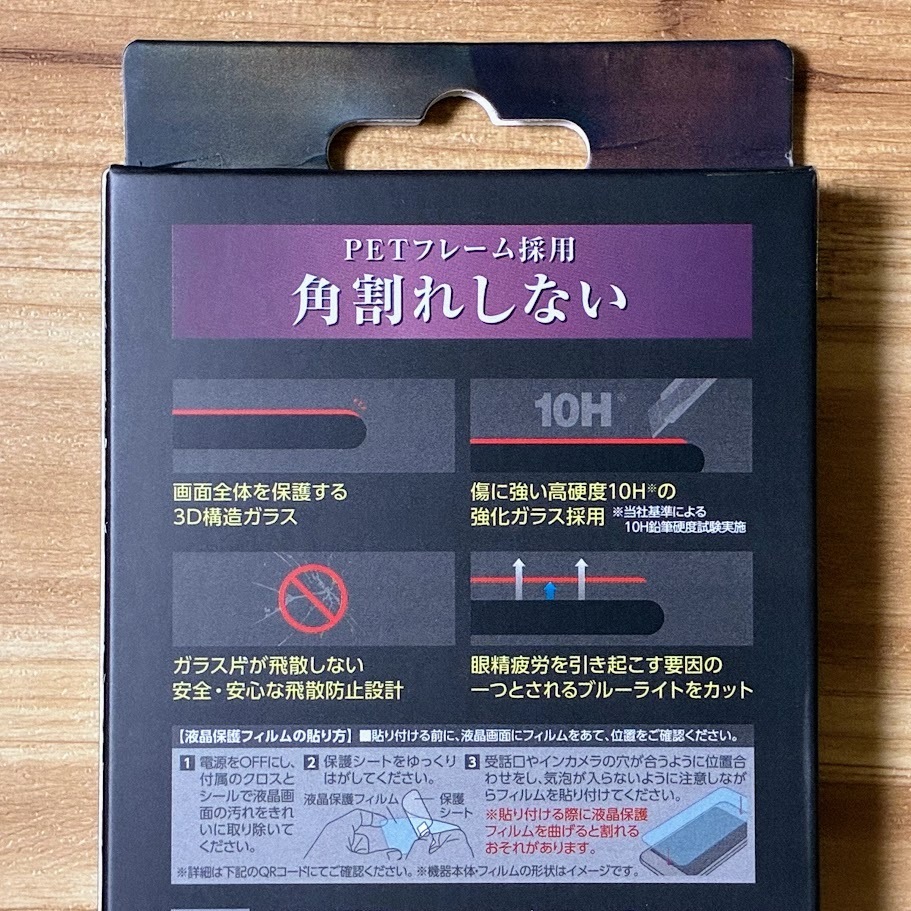 PETフレーム採用
角割れしない
10H※
画面全体を保護する
3D構造ガラス
傷に強い高硬度10H※の
強化ガラス採用 ※当社基準による
10H鉛筆硬度試験実施
ガラス片が飛散しない
安全・安心な飛散防止設計
眼精疲労を引き起こす要因の
一つとされるブルーライトをカット
【液晶保護フィルムの貼り方】 ■貼り付ける前に、液晶画面にフィルムをあて、位置をご確認ください。
1 電源をOFFにし、
付属のクロスと
シールで液晶画
面の汚れをきれ
いに取り除いて
ください。
2 保護シートをゆっくり
はがしてください。
液晶保護フィルム
保護
シート
3 受話口やインカメラの穴が合うように位置合
わせをし、気泡が入らないように注意しなが
らフィルムを貼り付けてください。
※貼り付ける際に液晶保護
フィルムを曲げると割れる
おそれがあります。
※詳細は下記のQRコードにてご確認ください。※機器本体・フィルムの形状はイメージです。